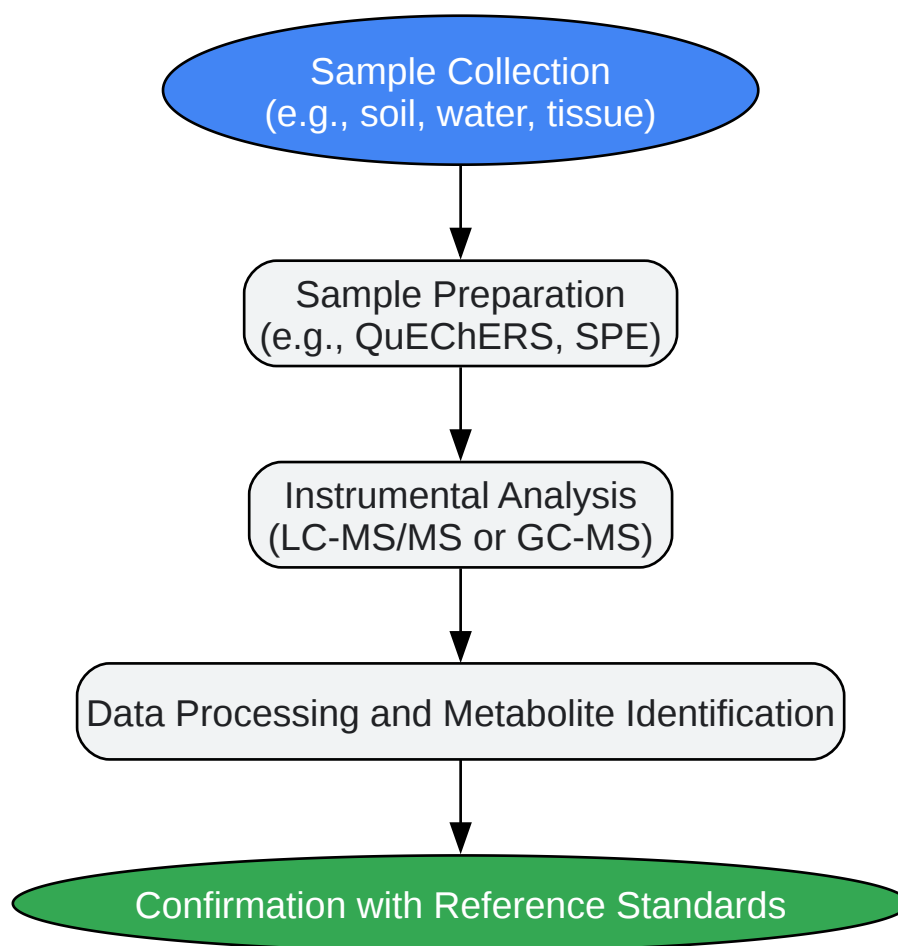 Sample Collection
(e.g., soil, water, tissue)
Sample Preparation
(e.g., QuEChERS, SPE)
Instrumental Analysis
(LC-MS/MS or GC-MS)
Data Processing and Metabolite Identification
Confirmation with Reference Standards